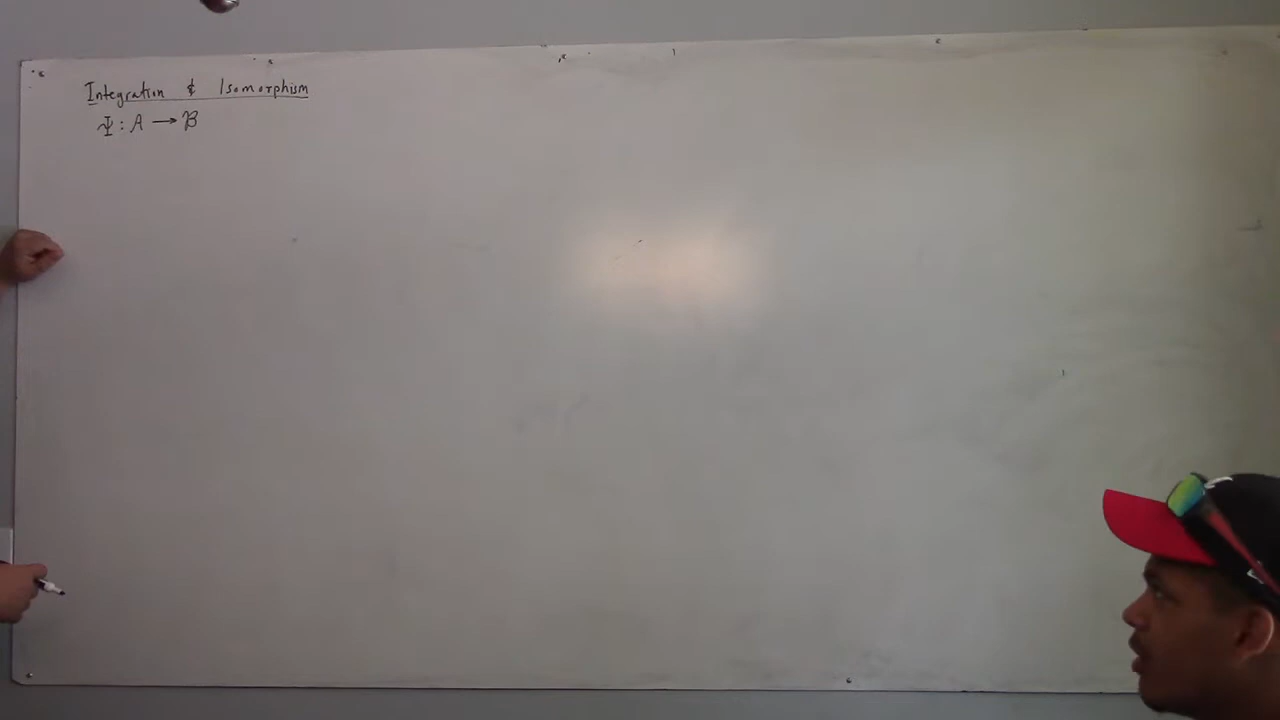 Integration & Isomorphism
Ψ : A → B